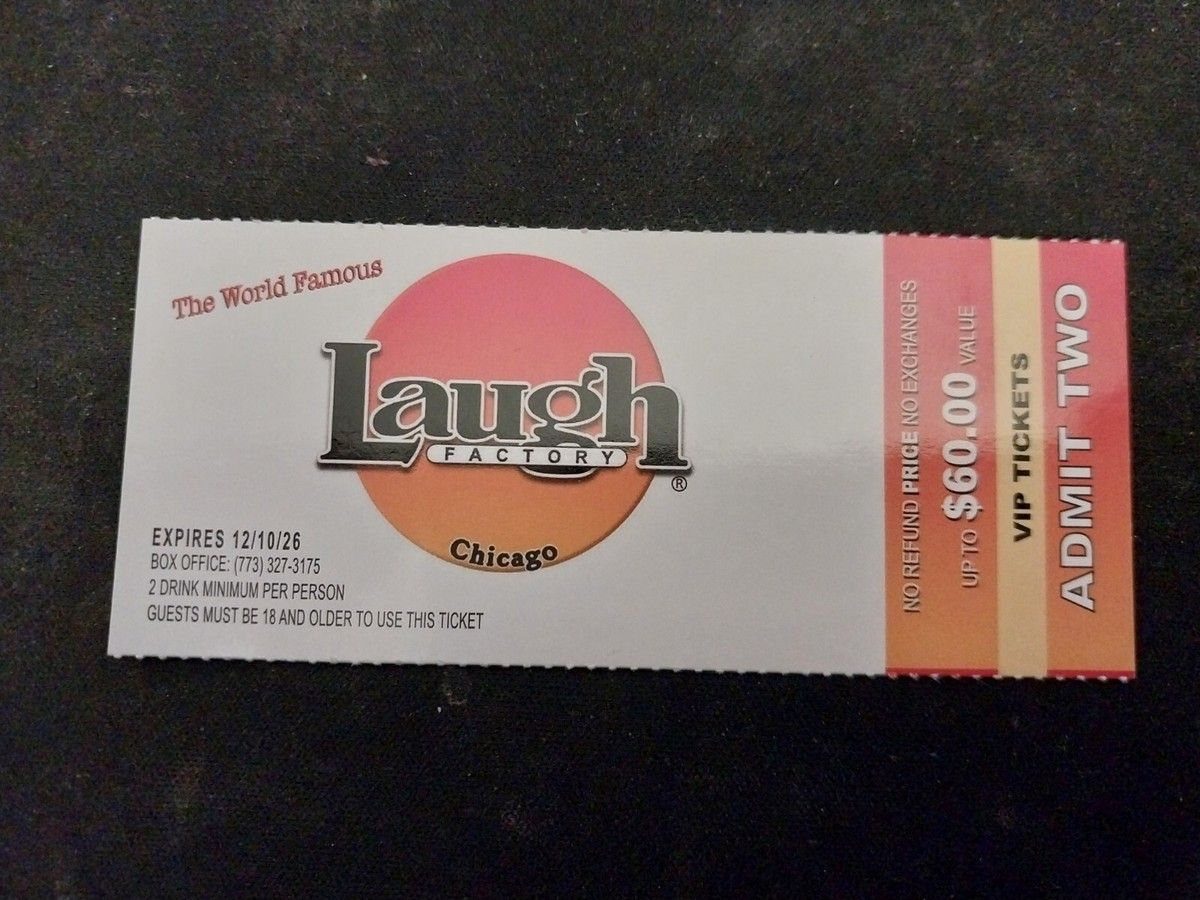 The World Famous
Laugh
FACTORY
®
Chicago
EXPIRES 12/10/26
BOX OFFICE: (773) 327-3175
2 DRINK MINIMUM PER PERSON
GUESTS MUST BE 18 AND OLDER TO USE THIS TICKET
NO REFUND PRICE NO EXCHANGES
UP TO $60.00 VALUE
VIP TICKETS
ADMIT TWO